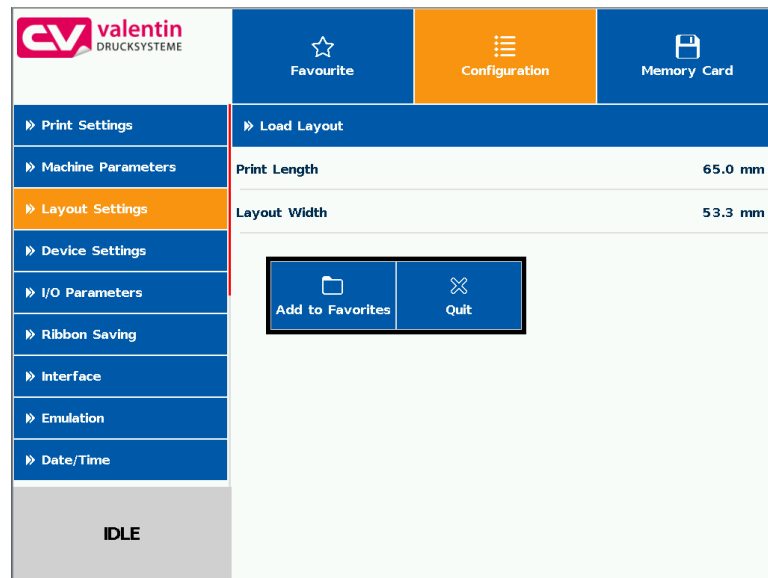 CV valentin
DRUCKSYSTEME
Favourite
Configuration
Memory Card
Print Settings
Machine Parameters
Layout Settings
Device Settings
I/O Parameters
Ribbon Saving
Interface
Emulation
Date/Time
IDLE
Load Layout
Print Length 65.0 mm
Layout Width 53.3 mm
Add to Favorites
Quit